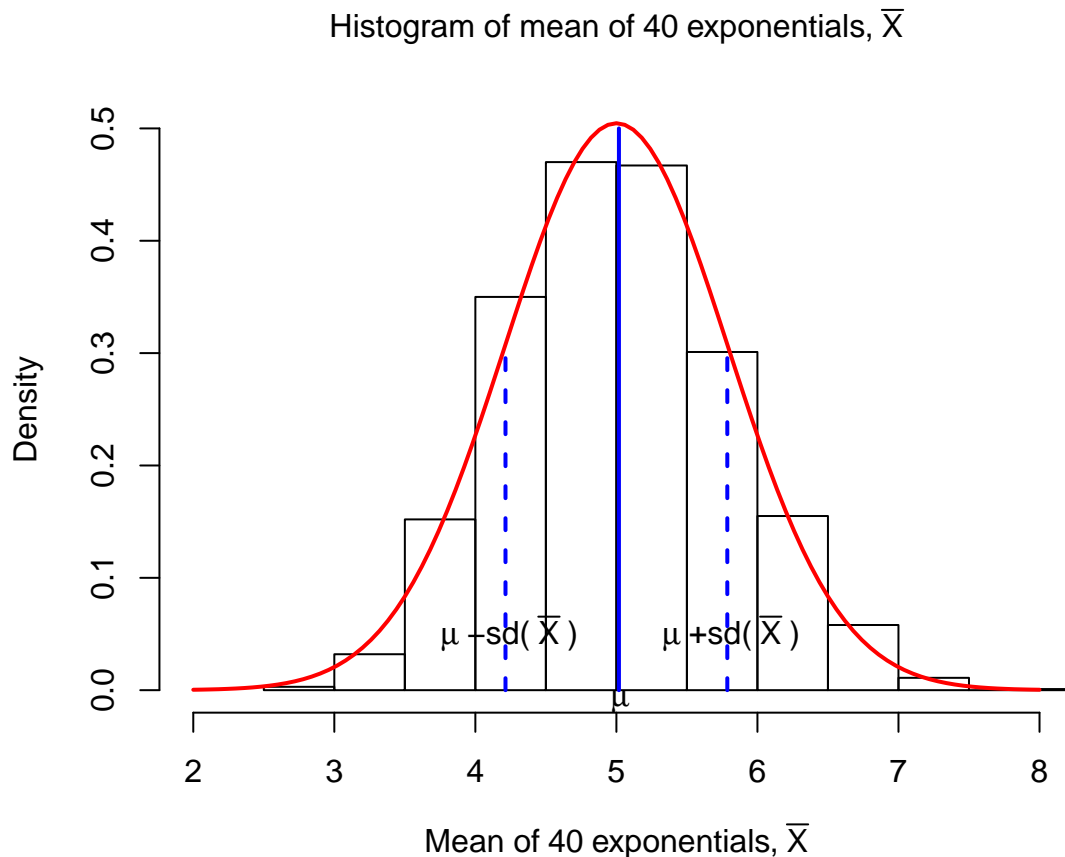 Histogram of mean of 40 exponentials, X̅
Density
0.5
0.4
0.3
0.2
0.1
0.0
μ −sd( X̅ ) μ +sd( X̅ )
μ
2 3 4 5 6 7 8
Mean of 40 exponentials, X̅